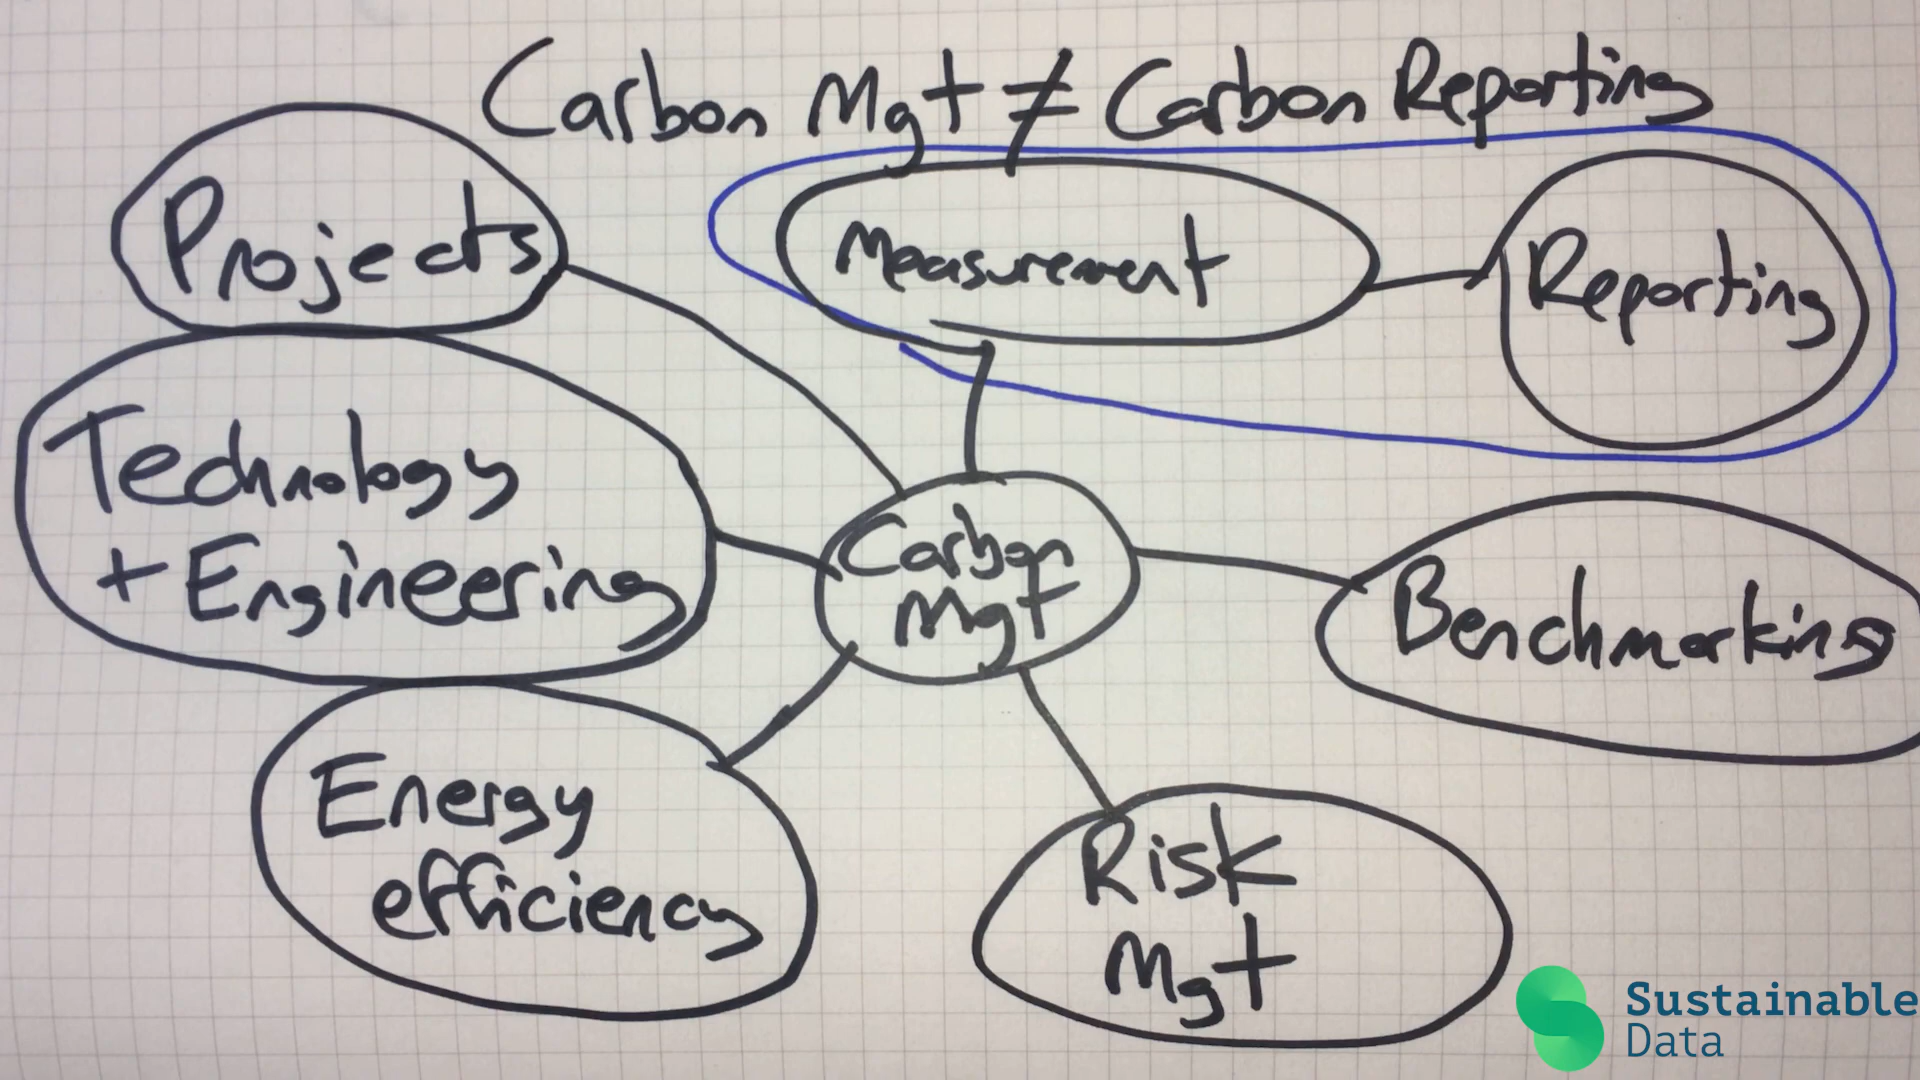 Carbon Mgt ≠ Carbon Reporting
Projects
Measurement
Reporting
Technology
+ Engineering
Carbon
Mgt
Benchmarking
Energy
efficiency
Risk
Mgt
Sustainable
Data